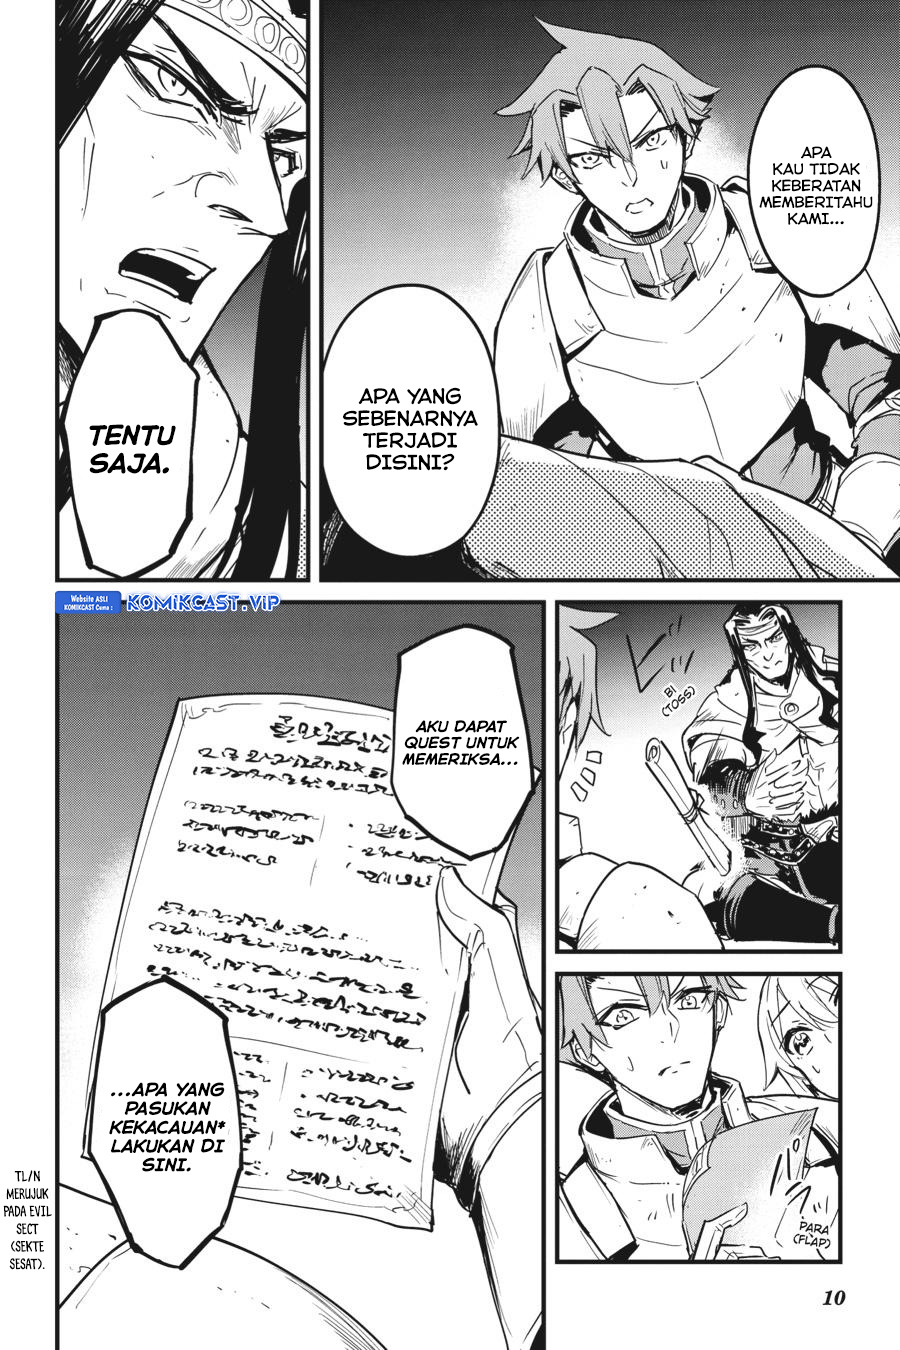 APA
KAU TIDAK
KEBERATAN
MEMBERITAHU
KAMI...
APA YANG
SEBENARNYA
TERJADI
DISINI?
TENTU
SAJA.
Website ASLI
KOMIKCAST Cuma :
KOMIKCAST.VIP
BI
(TOSS)
PARA
(FLAP)
AKU DAPAT
QUEST UNTUK
MEMERIKSA...
...APA YANG
PASUKAN
KEKACAUAN*
LAKUKAN DI
SINI.
TL/N
MERUJUK
PADA EVIL
SECT
(SEKTE
SESAT).
10